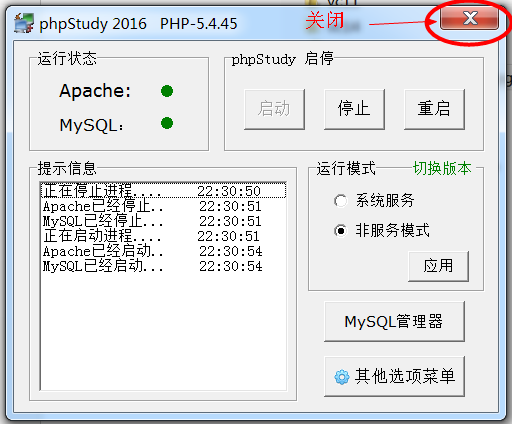 phpStudy 2016 PHP-5.4.45
关闭
运行状态
Apache:
MySQL:
phpStudy 启停
启动 停止 重启
提示信息
正在停止进程.... 22:30:50
Apache已经停止.. 22:30:51
MySQL已经停止... 22:30:51
正在启动进程.... 22:30:51
Apache已经启动.. 22:30:54
MySQL已经启动... 22:30:54
运行模式 切换版本
系统服务
非服务模式
应用
MySQL管理器
其他选项菜单